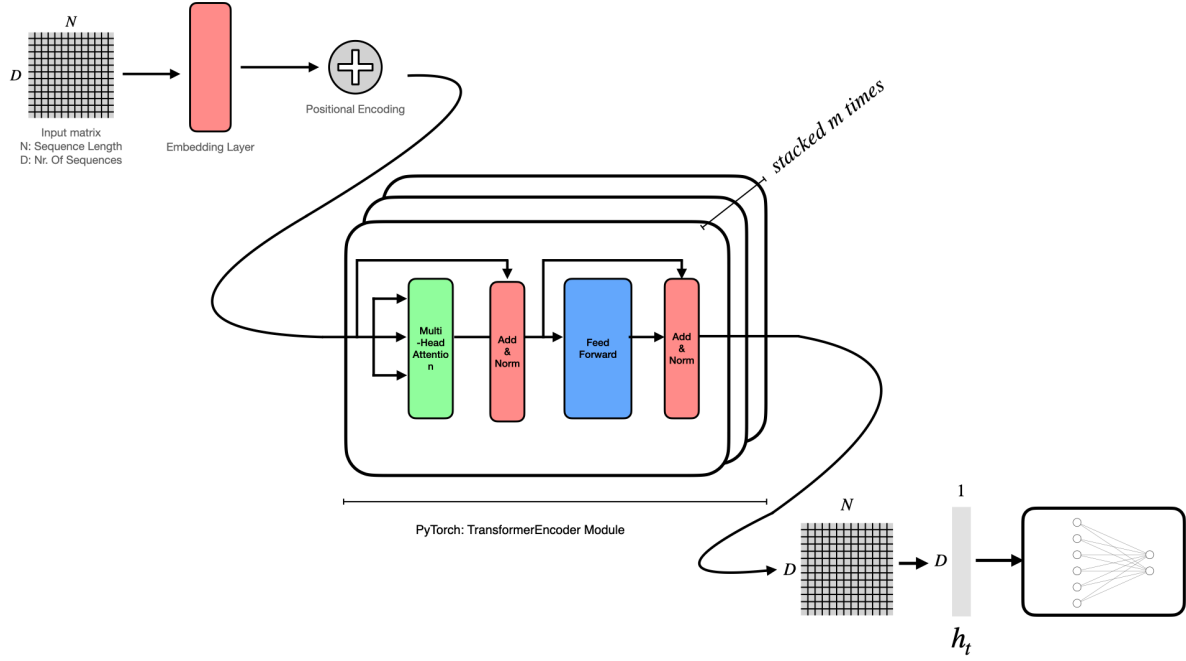 N
D
Input matrix
N: Sequence Length
D: Nr. Of Sequences
Embedding Layer
Positional Encoding
stacked m times
Multi
-Head
Attentio
n
Add
&
Norm
Feed
Forward
Add
&
Norm
PyTorch: TransformerEncoder Module
N
D
1
D
h_t